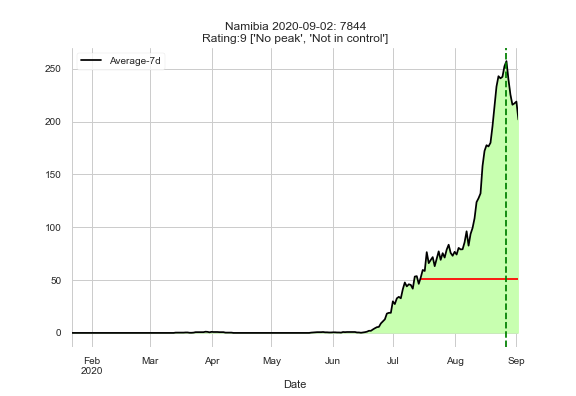 Namibia 2020-09-02: 7844
Rating:9 ['No peak', 'Not in control']
Average-7d
250
200
150
100
50
0
Feb
2020
Mar
Apr
May
Jun
Jul
Aug
Sep
Date